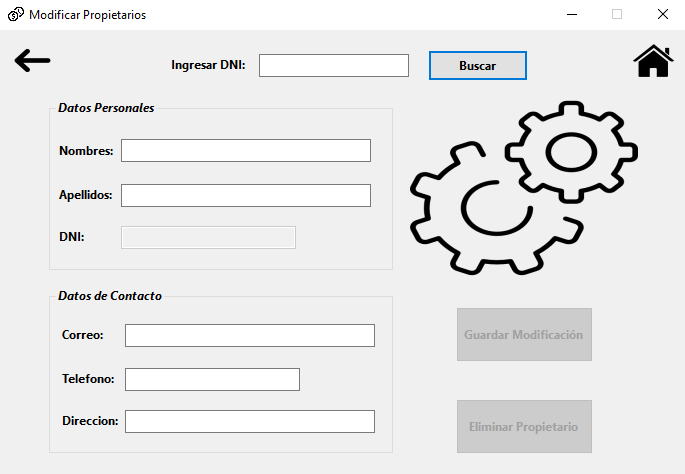 Modificar Propietarios
Ingresar DNI:
Buscar
Datos Personales
Nombres:
Apellidos:
DNI:
Datos de Contacto
Correo:
Telefono:
Direccion:
Guardar Modificación
Eliminar Propietario